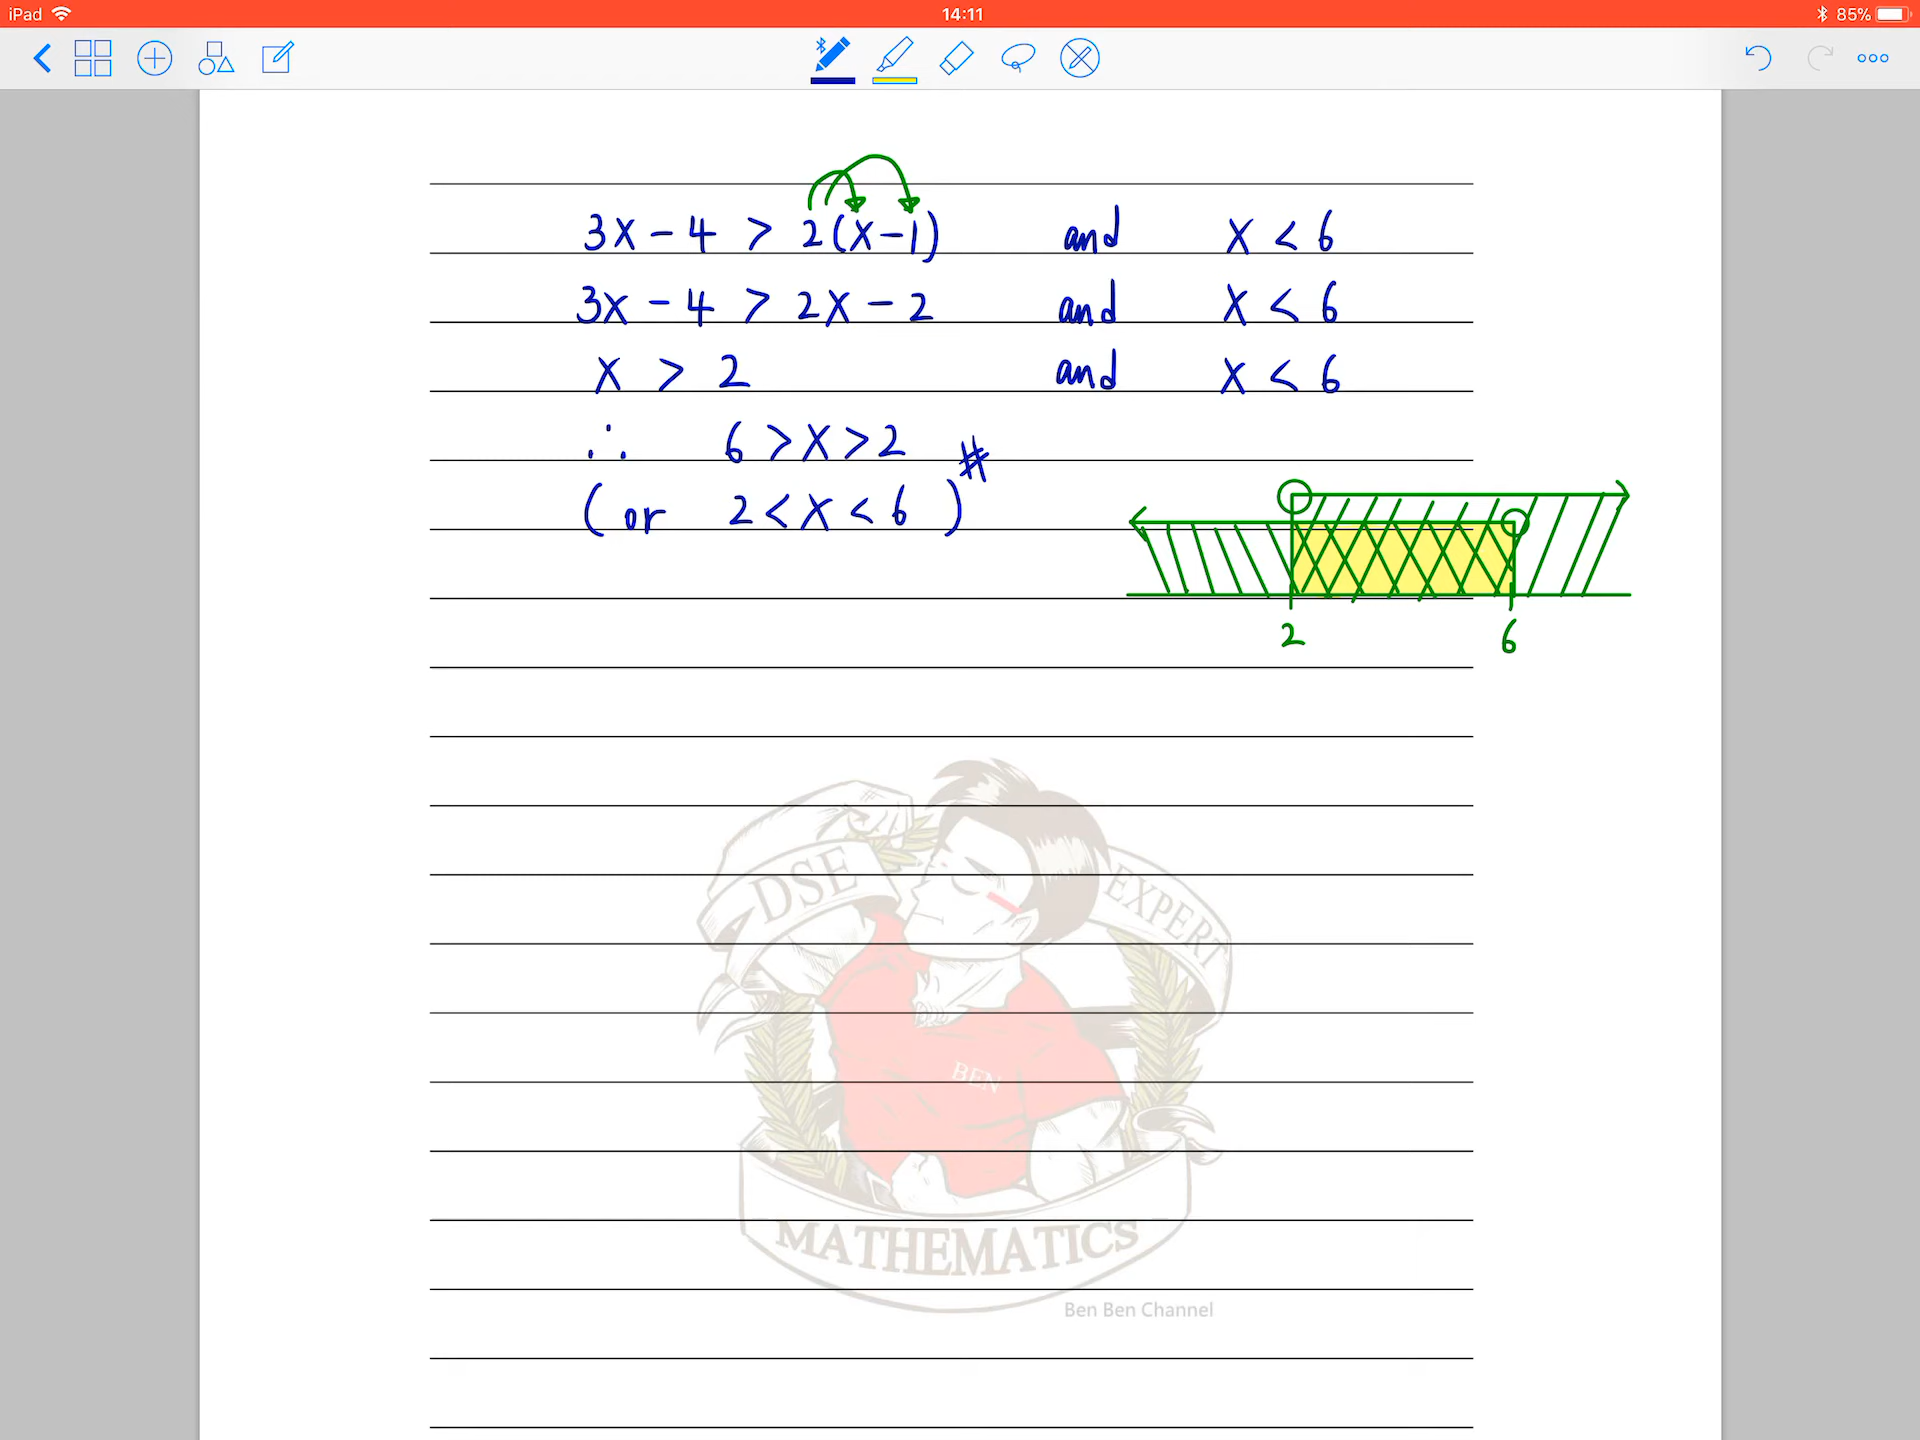 iPad 14:11 85%
3x - 4 > 2(x-1) and x < 6
3x - 4 > 2x - 2 and x < 6
x > 2 and x < 6
∴ 6 > x > 2
(or 2 < x < 6) #
2 6
DSE EXPERT
BEN
MATHEMATICS
Ben Ben Channel